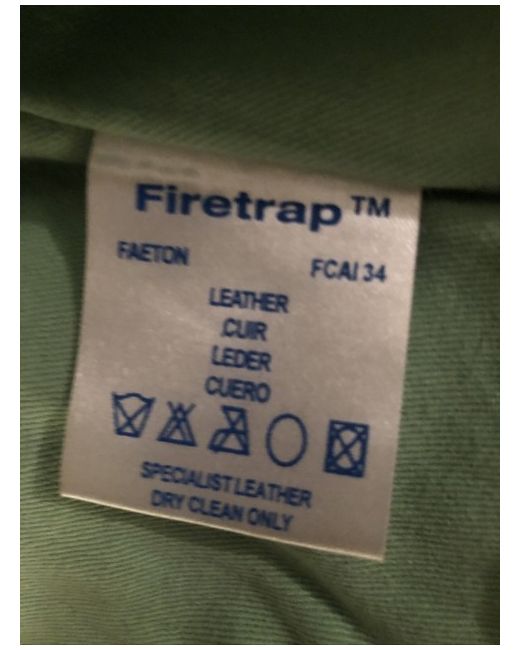 Firetrap™
FAETON FCAI 34
LEATHER
CUIR
LEDER
CUERO
SPECIALIST LEATHER
DRY CLEAN ONLY